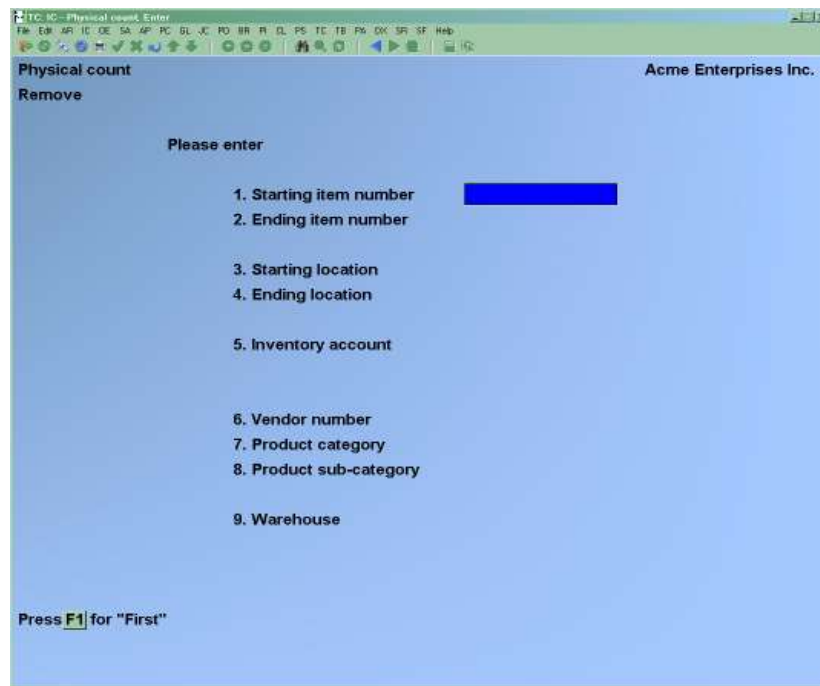 TC: IC - Physical count, Enter
File Edit AR IC OE SA AP PC GL JC PO BR PI CL PS TC TB PA DX SR SF Help
Physical count
Acme Enterprises Inc.
Remove
Please enter
1. Starting item number
2. Ending item number
3. Starting location
4. Ending location
5. Inventory account
6. Vendor number
7. Product category
8. Product sub-category
9. Warehouse
Press F1 for "First"